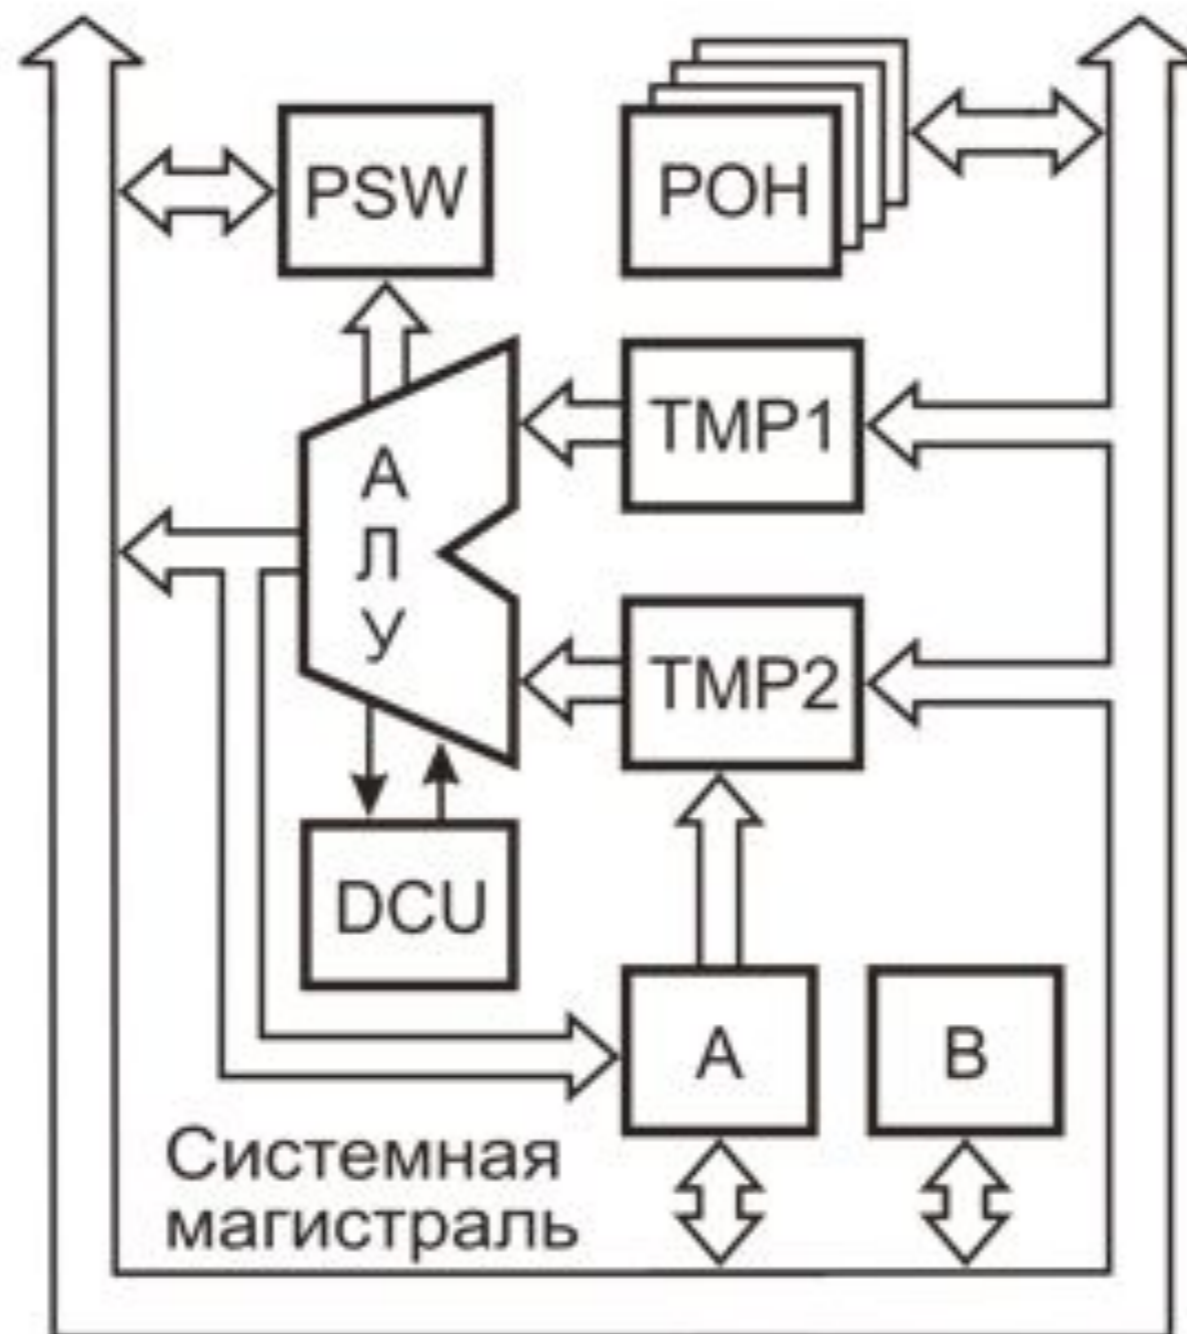 PSW
РОН
TMP1
А
Л
У
TMP2
DCU
A
B
Системная
магистраль